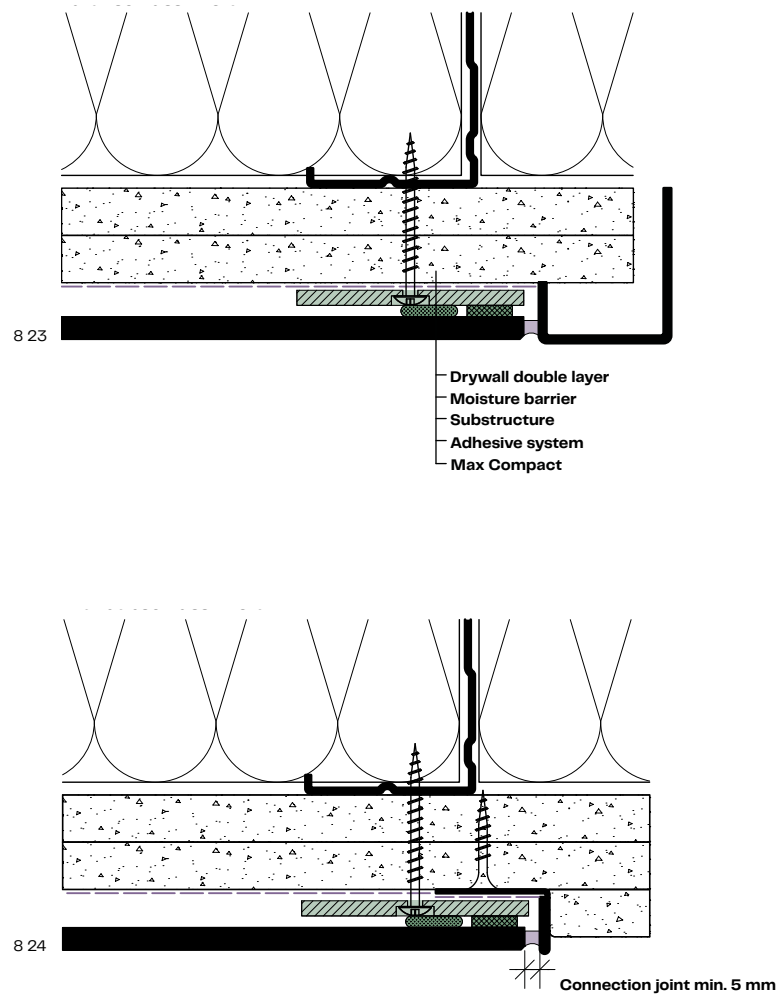 8 23
Drywall double layer
Moisture barrier
Substructure
Adhesive system
Max Compact
8 24
Connection joint min. 5 mm